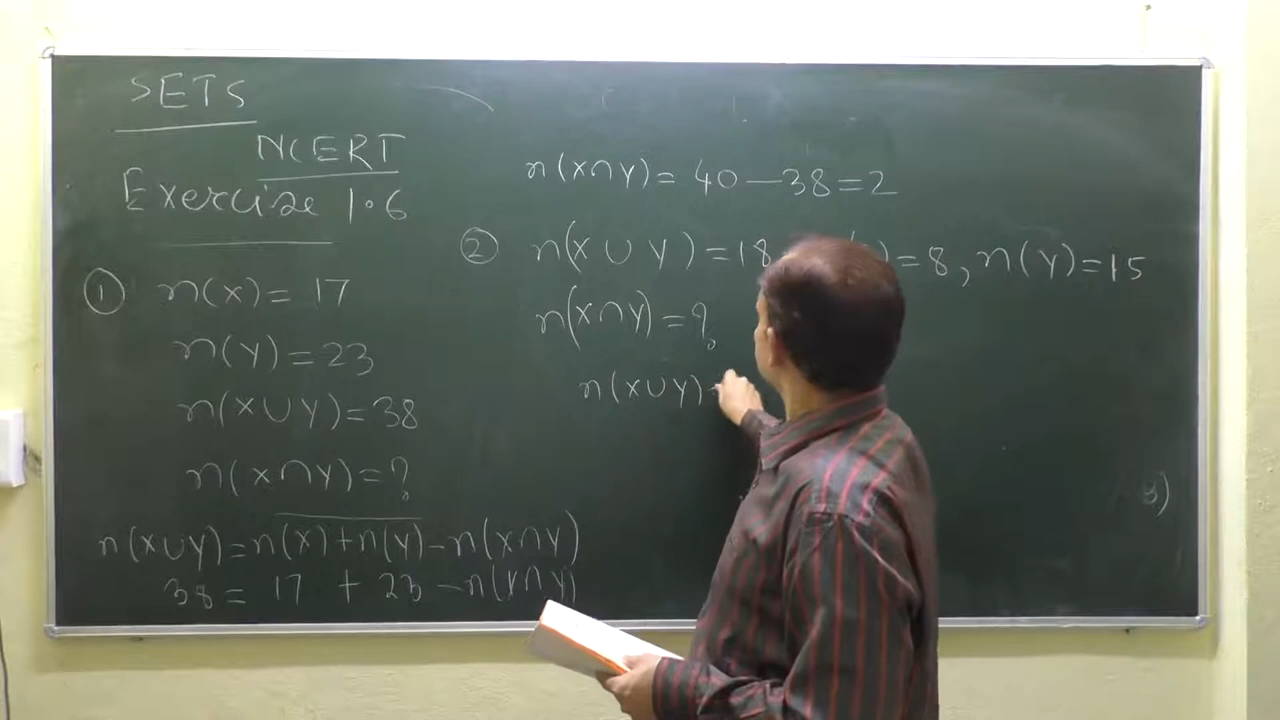 SETS
NCERT
Exercise 1.6
① n(X) = 17
n(Y) = 23
n(X∪Y) = 38
n(X∩Y) = ?
n(X∪Y) = n(X) + n(Y) – n(X∩Y)
38 = 17 + 23 – n(X∩Y)
n(X∩Y) = 40 – 38 = 2
② n(X ∪ Y) = 18 ) = 8, n(Y) = 15
n(X∩Y) = ?
n(X∪Y)